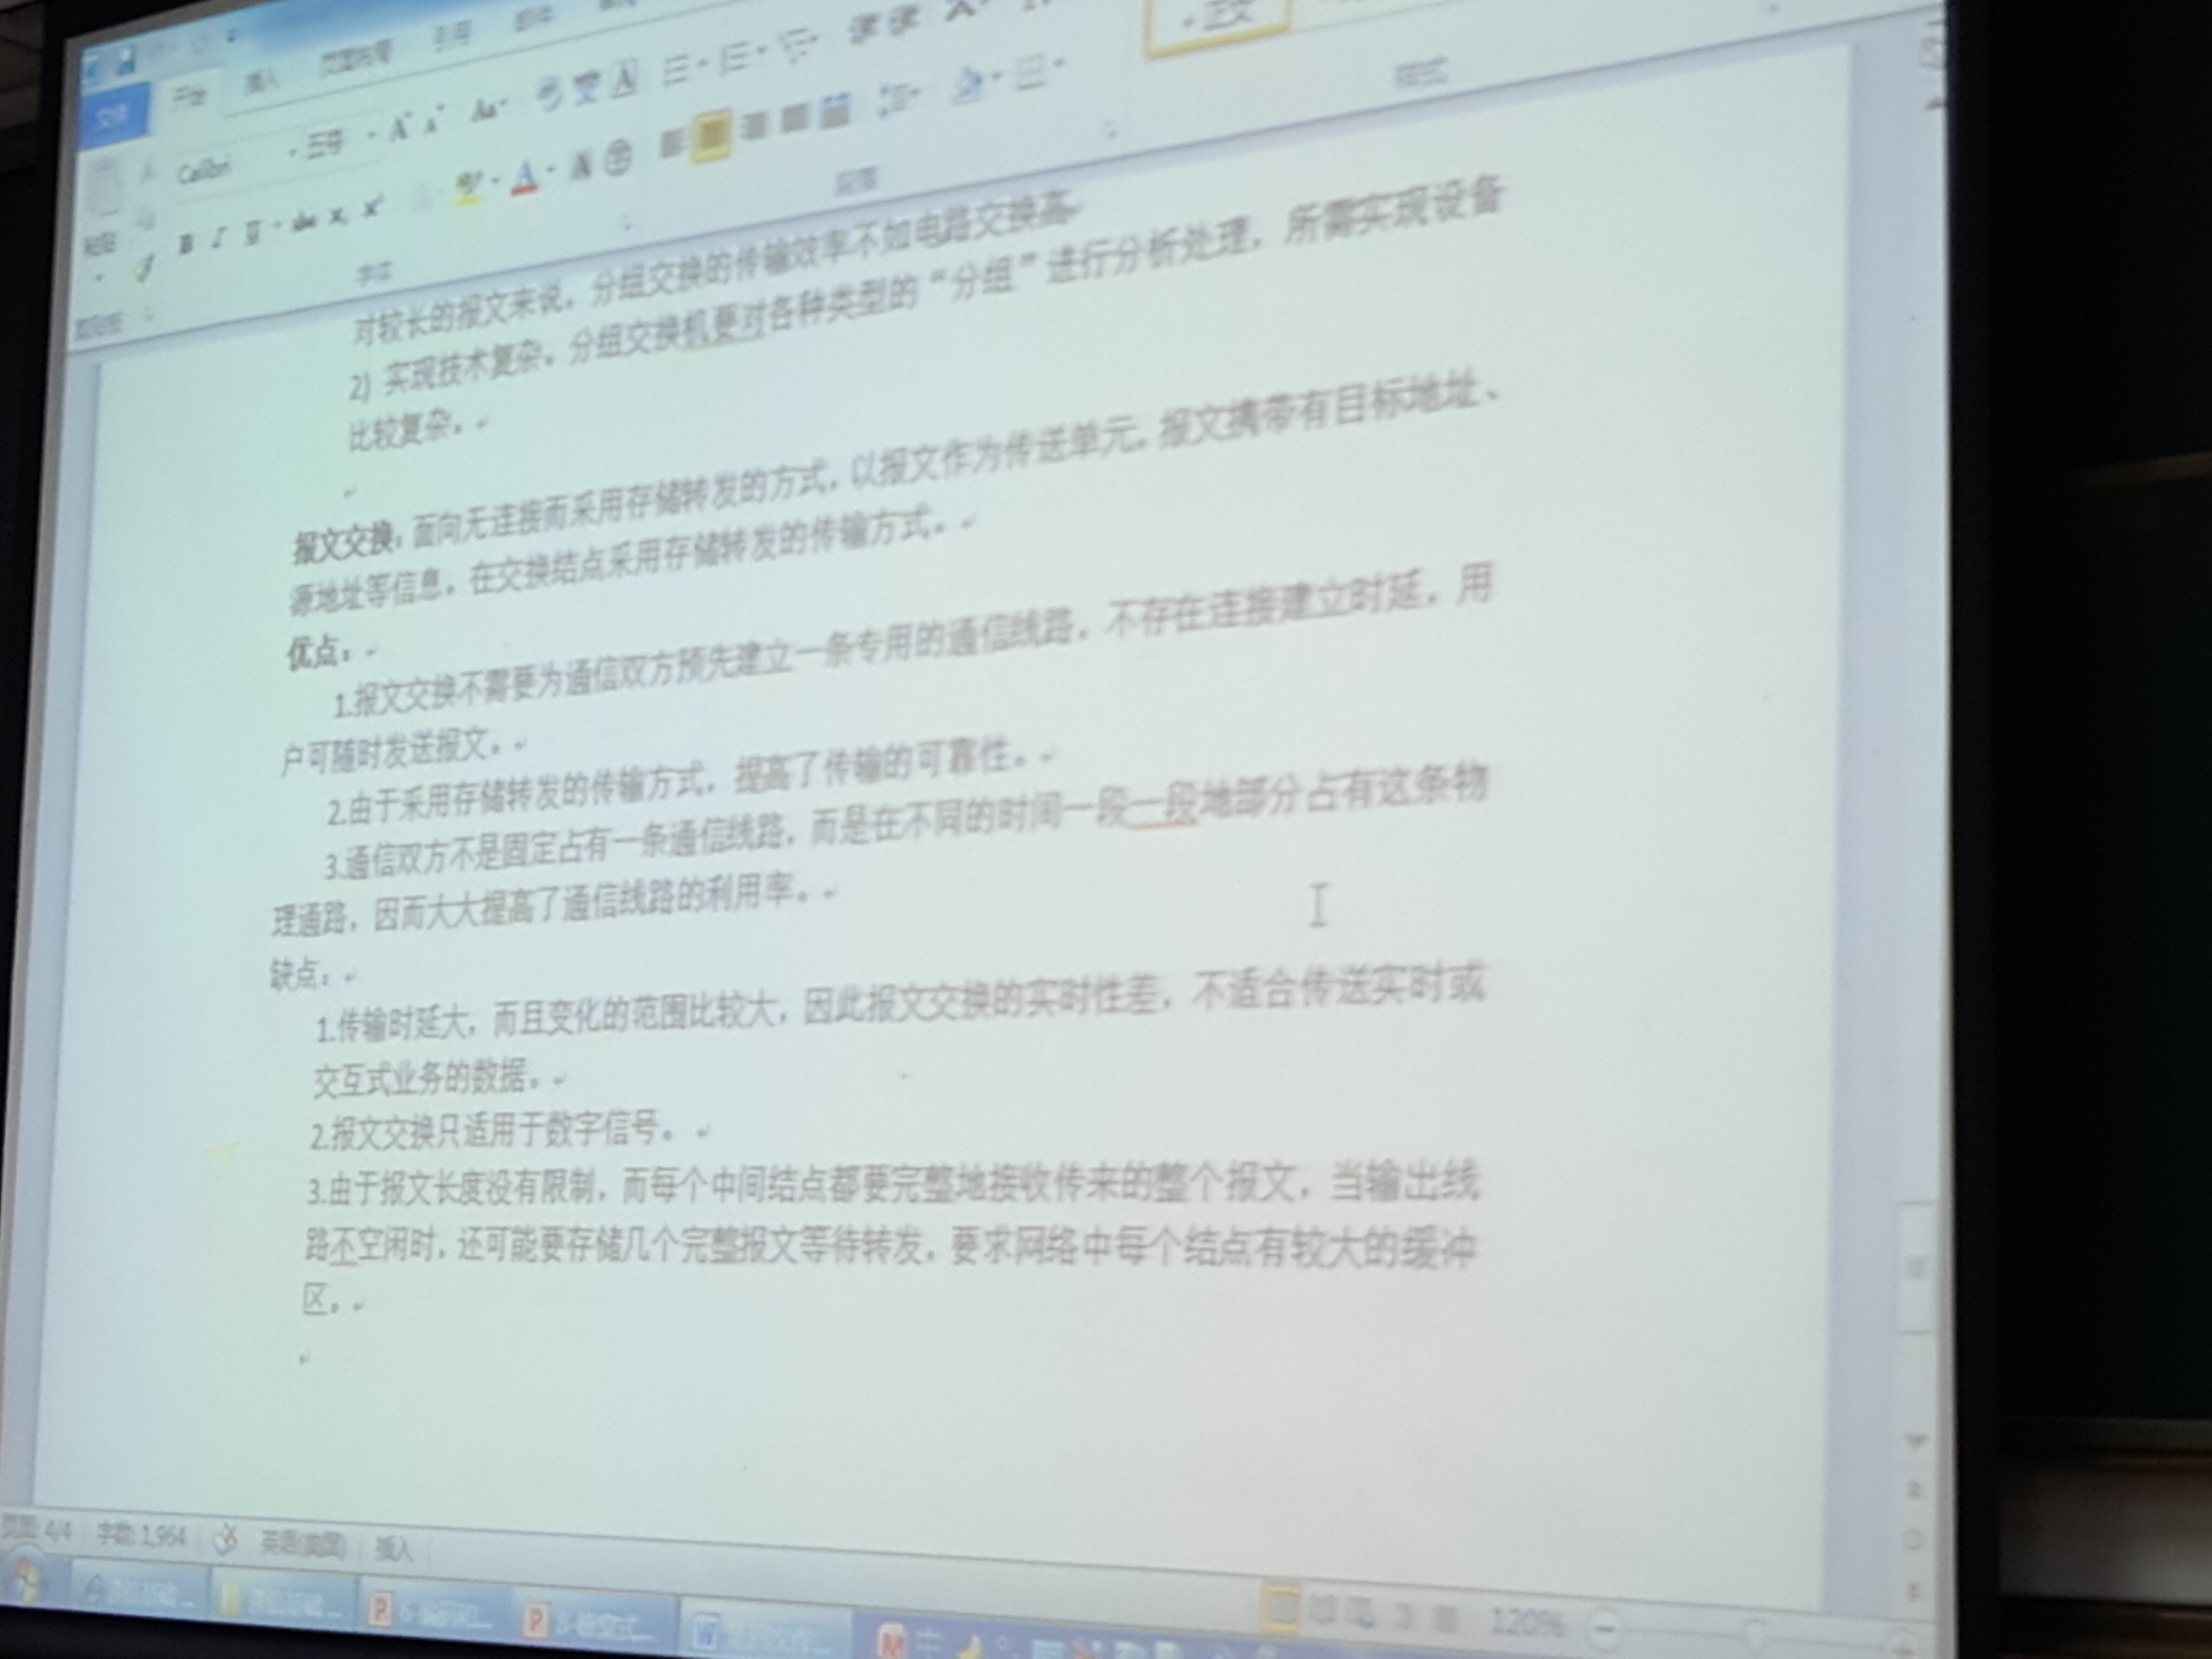 文件 开始 插入 页面布局 引用
Calibri 五号
Aa
B I U abc x₂ x²
粘贴
剪贴板
字体
段落
样式
正文
对较长的报文来说，分组交换的传输效率不如电路交换高
2) 实现技术复杂。分组交换机要对各种类型的“分组”进行分析处理，所需实现设备
比较复杂。
报文交换：面向无连接而采用存储转发的方式，以报文作为传送单元，报文携带有目标地址、
源地址等信息，在交换结点采用存储转发的传输方式。
优点：
1.报文交换不需要为通信双方预先建立一条专用的通信线路，不存在连接建立时延，用
户可随时发送报文。
2.由于采用存储转发的传输方式，提高了传输的可靠性。
3.通信双方不是固定占有一条通信线路，而是在不同的时间一段一段地部分占有这条物
理通路，因而大大提高了通信线路的利用率。
缺点：
1.传输时延大，而且变化的范围比较大，因此报文交换的实时性差，不适合传送实时或
交互式业务的数据。
2.报文交换只适用于数字信号。
3.由于报文长度没有限制，而每个中间结点都要完整地接收传来的整个报文，当输出线
路不空闲时，还可能要存储几个完整报文等待转发，要求网络中每个结点有较大的缓冲
区。
页面: 4/4 字数: 1,964 英语(美国) 插入
120%
中